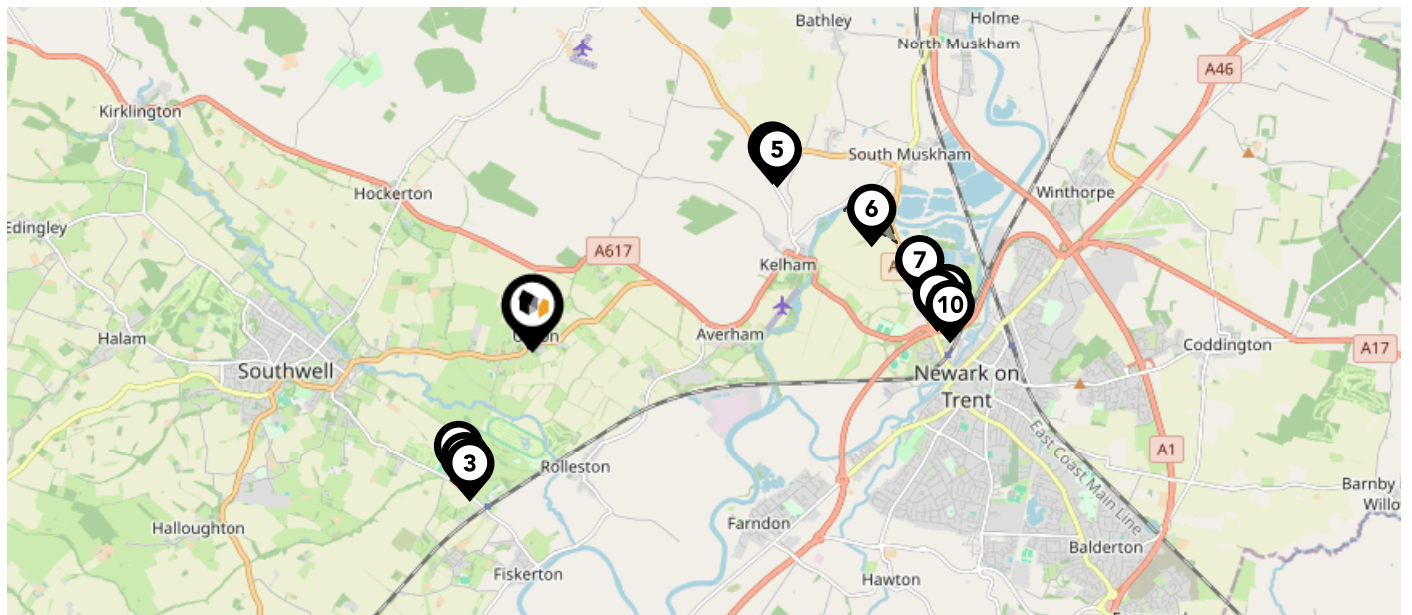 Bathley
Holme
North Muskham
A46
Kirklington
5
South Muskham
Hockerton
Winthorpe
6
Edingley
A617
7
Kelham
10
Halam
Averham
Coddington
A17
Southwell
Newark on
Trent
East Coast Main Line
A1
3
Rolleston
Barnby
Willo
Halloughton
Farndon
Balderton
Fiskerton
Hawton